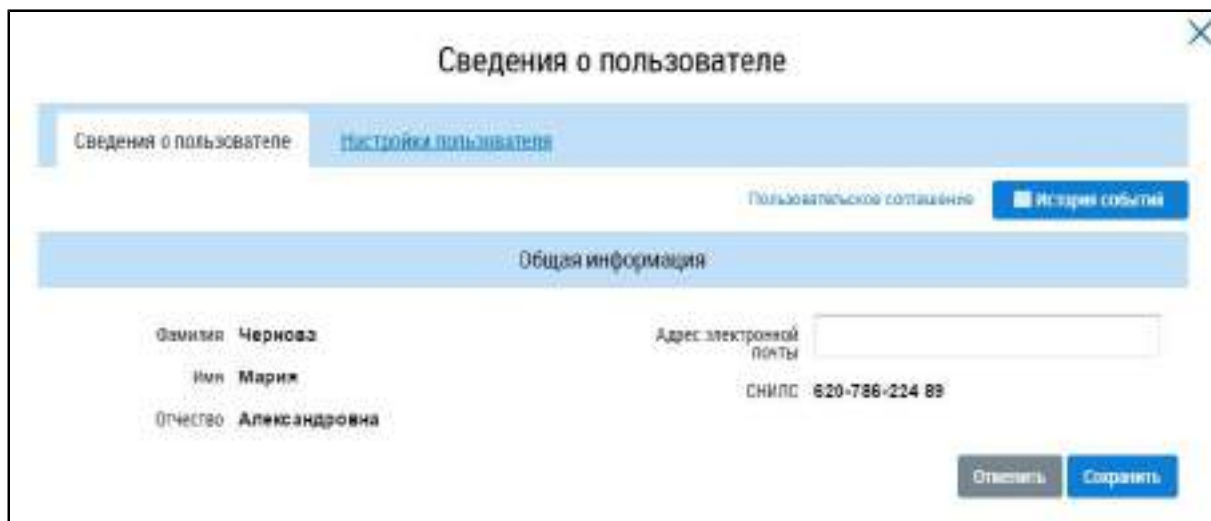 Сведения о пользователе
Сведения о пользователе
Настройки пользователя
Пользовательское соглашение
История событий
Общая информация
Фамилия Чернова
Адрес электронной
почты
Имя Мария
СНИЛС 620-786-224 89
Отчество Александровна
Отменить
Сохранить